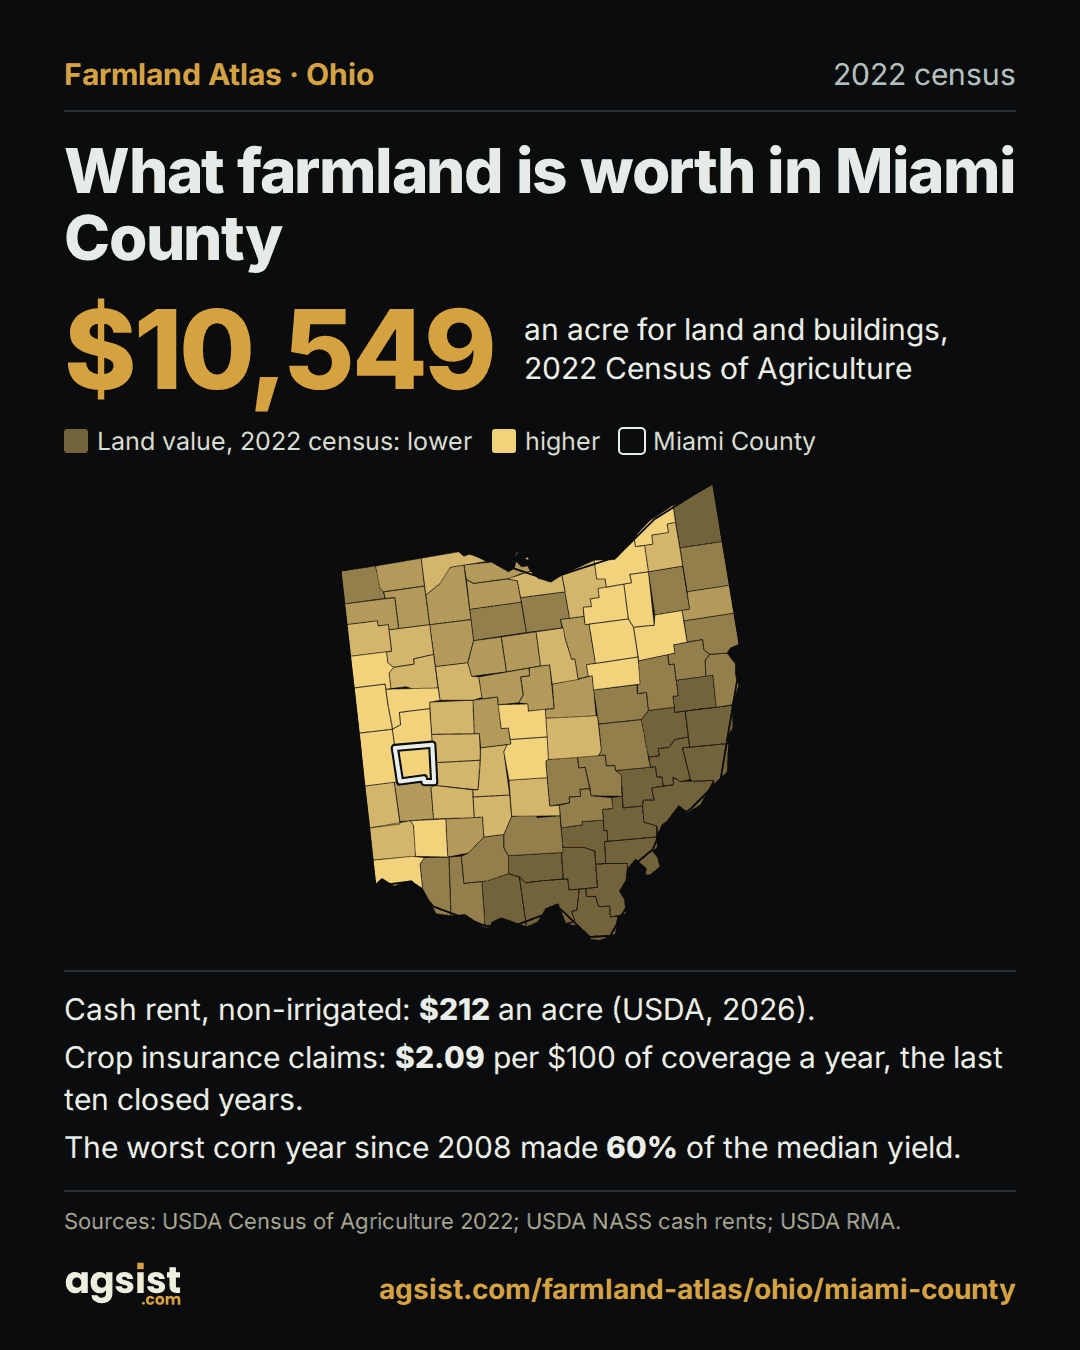 Farmland Atlas · Ohio
2022 census
What farmland is worth in Miami
County
$10,549
an acre for land and buildings,
2022 Census of Agriculture
Land value, 2022 census: lower
higher
Miami County
Cash rent, non-irrigated: $212 an acre (USDA, 2026).
Crop insurance claims: $2.09 per $100 of coverage a year, the last
ten closed years.
The worst corn year since 2008 made 60% of the median yield.
Sources: USDA Census of Agriculture 2022; USDA NASS cash rents; USDA RMA.
agsist
.com
agsist.com/farmland-atlas/ohio/miami-county